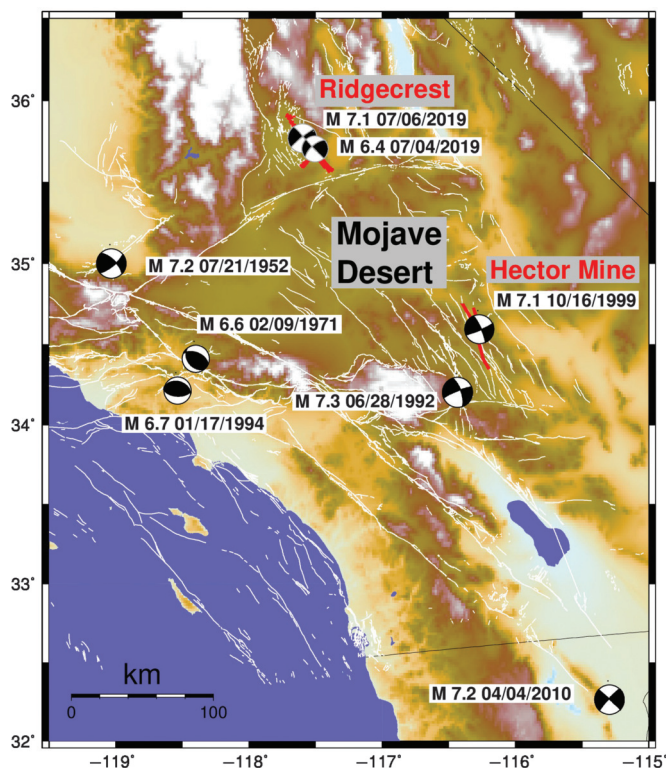 36°
Ridgecrest
M 7.1 07/06/2019
M 6.4 07/04/2019
Mojave
Desert
35°
M 7.2 07/21/1952
Hector Mine
M 7.1 10/16/1999
M 6.6 02/09/1971
M 7.3 06/28/1992
34°
M 6.7 01/17/1994
33°
km
0 100
M 7.2 04/04/2010
32°
−119° −118° −117° −116° −115°